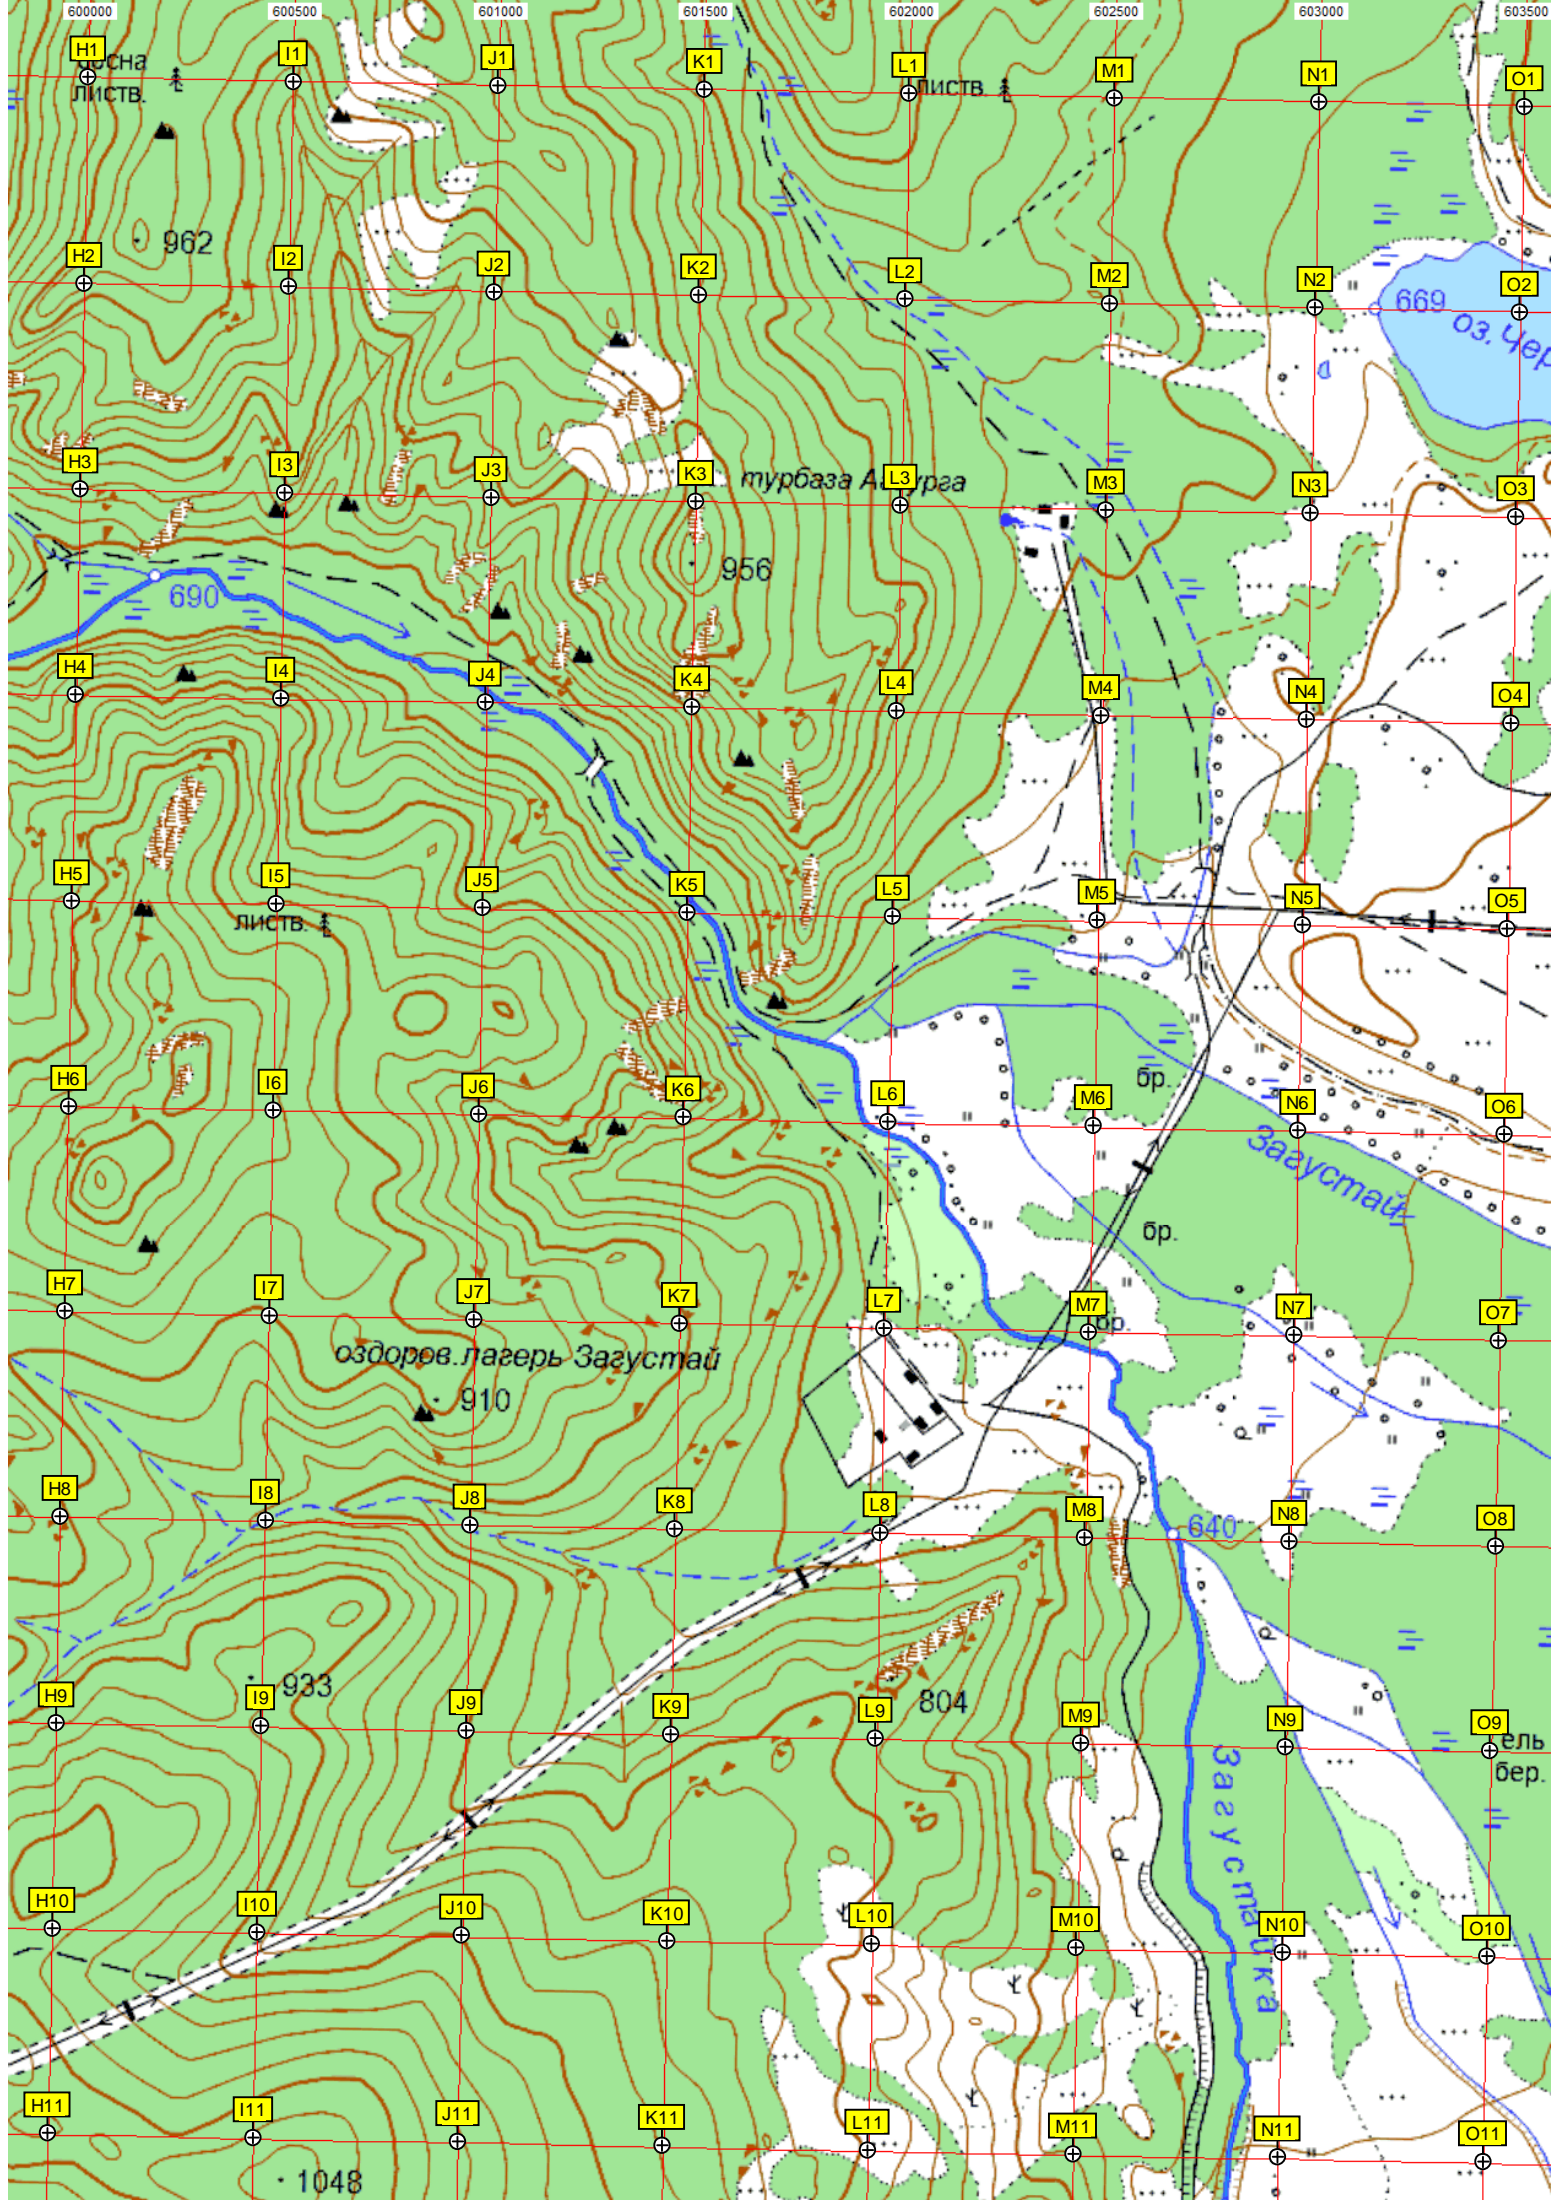 600000 600500 601000 601500 602000 602500 603000 603500
H1 I1 J1 K1 L1 M1 N1 O1
листв.
листв.
962
H2 I2 J2 K2 L2 M2 N2 O2
669
оз. Чер
H3 I3 J3 K3 L3 M3 N3 O3
турбаза
956
690
H4 I4 J4 K4 L4 M4 N4 O4
H5 I5 J5 K5 L5 M5 N5 O5
листв.
бр.
H6 I6 J6 K6 L6 M6 N6 O6
Загустай
бр.
H7 I7 J7 K7 L7 M7 N7 O7
бр.
оздоров.лагерь Загустай
910
H8 I8 J8 K8 L8 M8 N8 O8
640
933
804
H9 I9 J9 K9 L9 M9 N9 O9
ель
бер.
Загустайка
H10 I10 J10 K10 L10 M10 N10 O10
H11 I11 J11 K11 L11 M11 N11 O11
1048